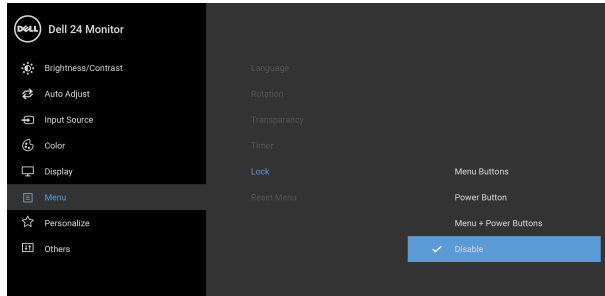 DELL
Dell 24 Monitor
Brightness/Contrast
Auto Adjust
Input Source
Color
Display
Menu
Personalize
Others
Language
Rotation
Transparency
Timer
Lock
Reset Menu
Menu Buttons
Power Button
Menu + Power Buttons
Disable